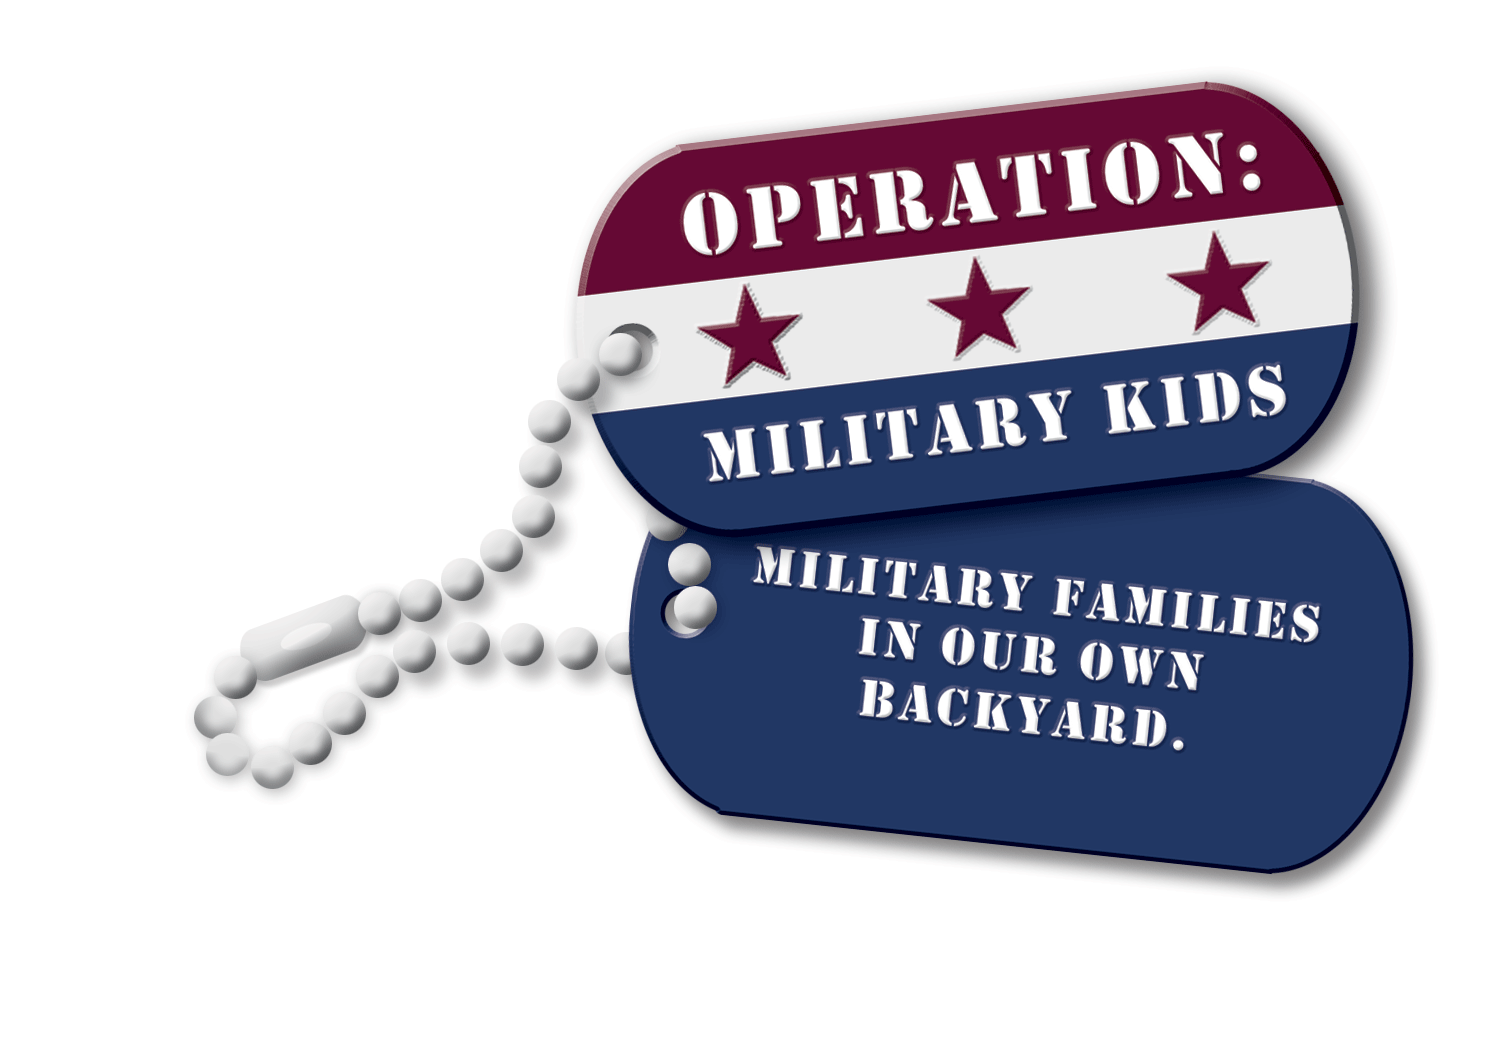 OPERATION:
MILITARY KIDS
MILITARY FAMILIES
IN OUR OWN
BACKYARD.